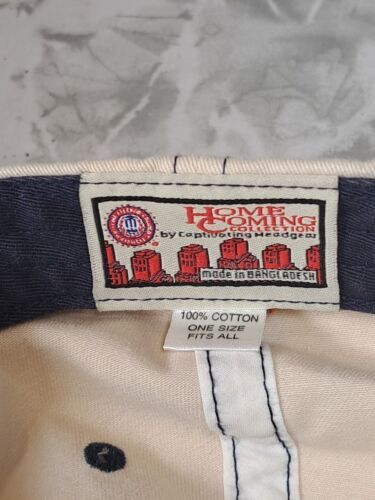 HOME
COMING
COLLECTION
by Captivating Headgear
®
made in BANGLADESH
100% COTTON
ONE SIZE
FITS ALL